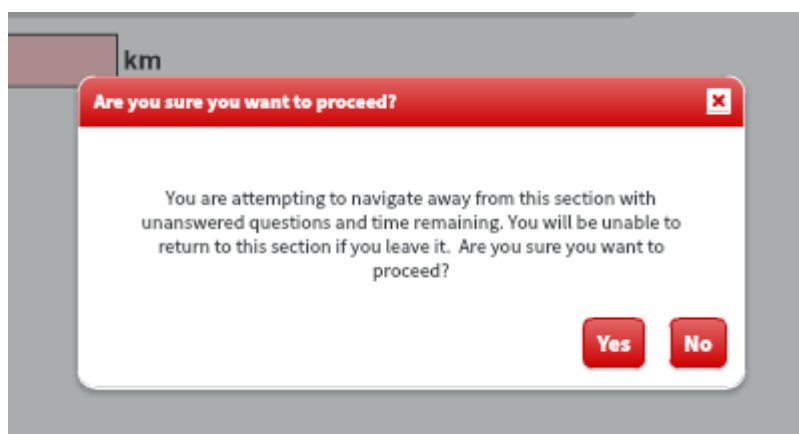 km
Are you sure you want to proceed?
You are attempting to navigate away from this section with
unanswered questions and time remaining. You will be unable to
return to this section if you leave it. Are you sure you want to
proceed?
Yes No